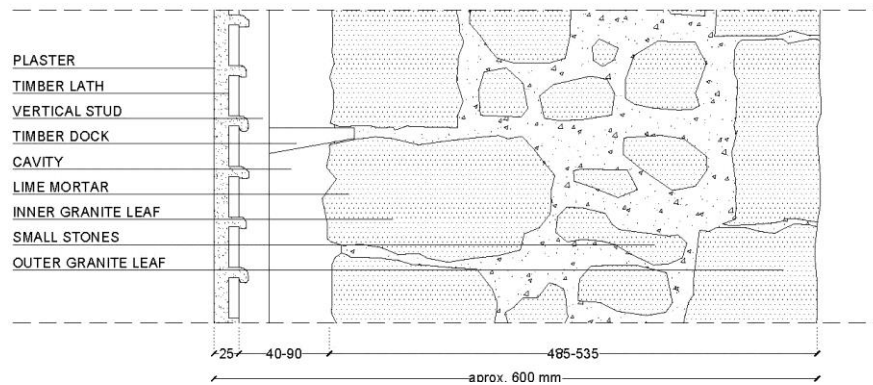 PLASTER
TIMBER LATH
VERTICAL STUD
TIMBER DOCK
CAVITY
LIME MORTAR
INNER GRANITE LEAF
SMALL STONES
OUTER GRANITE LEAF
25 40-90 485-535
aprox. 600 mm